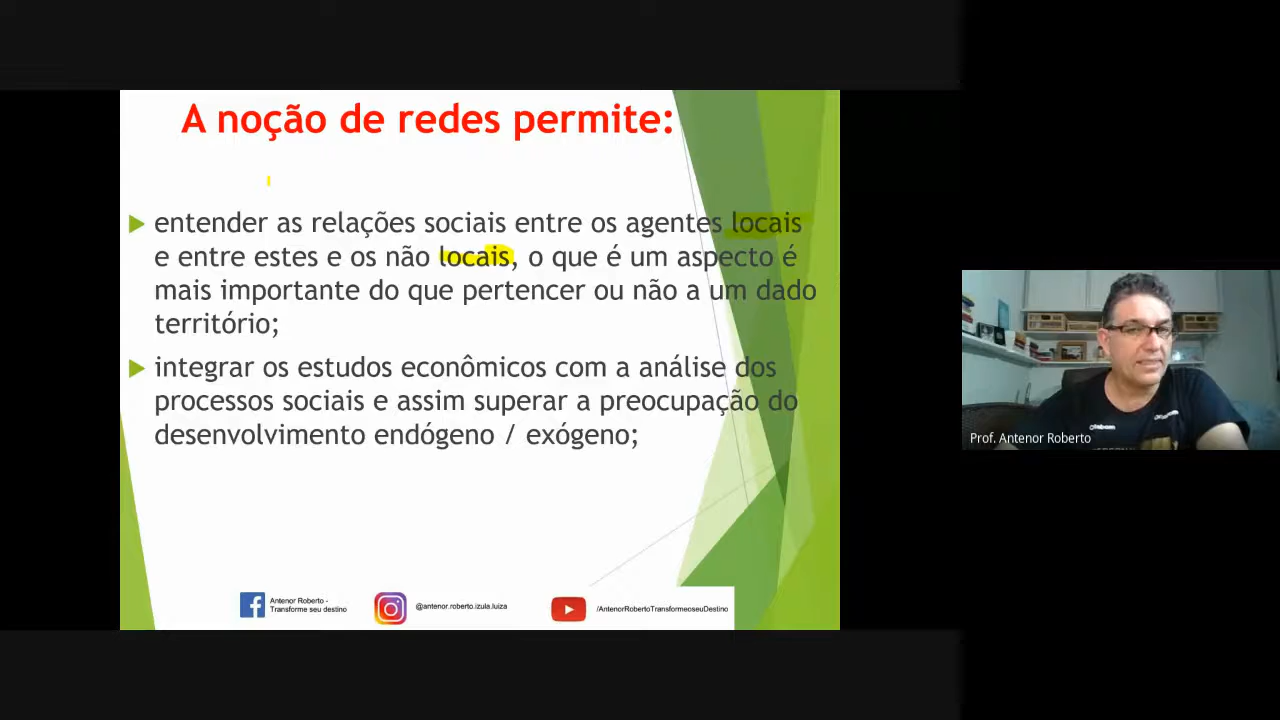 A noção de redes permite:
entender as relações sociais entre os agentes locais
e entre estes e os não locais, o que é um aspecto é
mais importante do que pertencer ou não a um dado
território;
integrar os estudos econômicos com a análise dos
processos sociais e assim superar a preocupação do
desenvolvimento endógeno / exógeno;
Prof. Antenor Roberto
Antenor Roberto -
Transforme seu destino
@antenor.roberto.izula.luiza
/AntenorRobertoTransformeoseuDestino